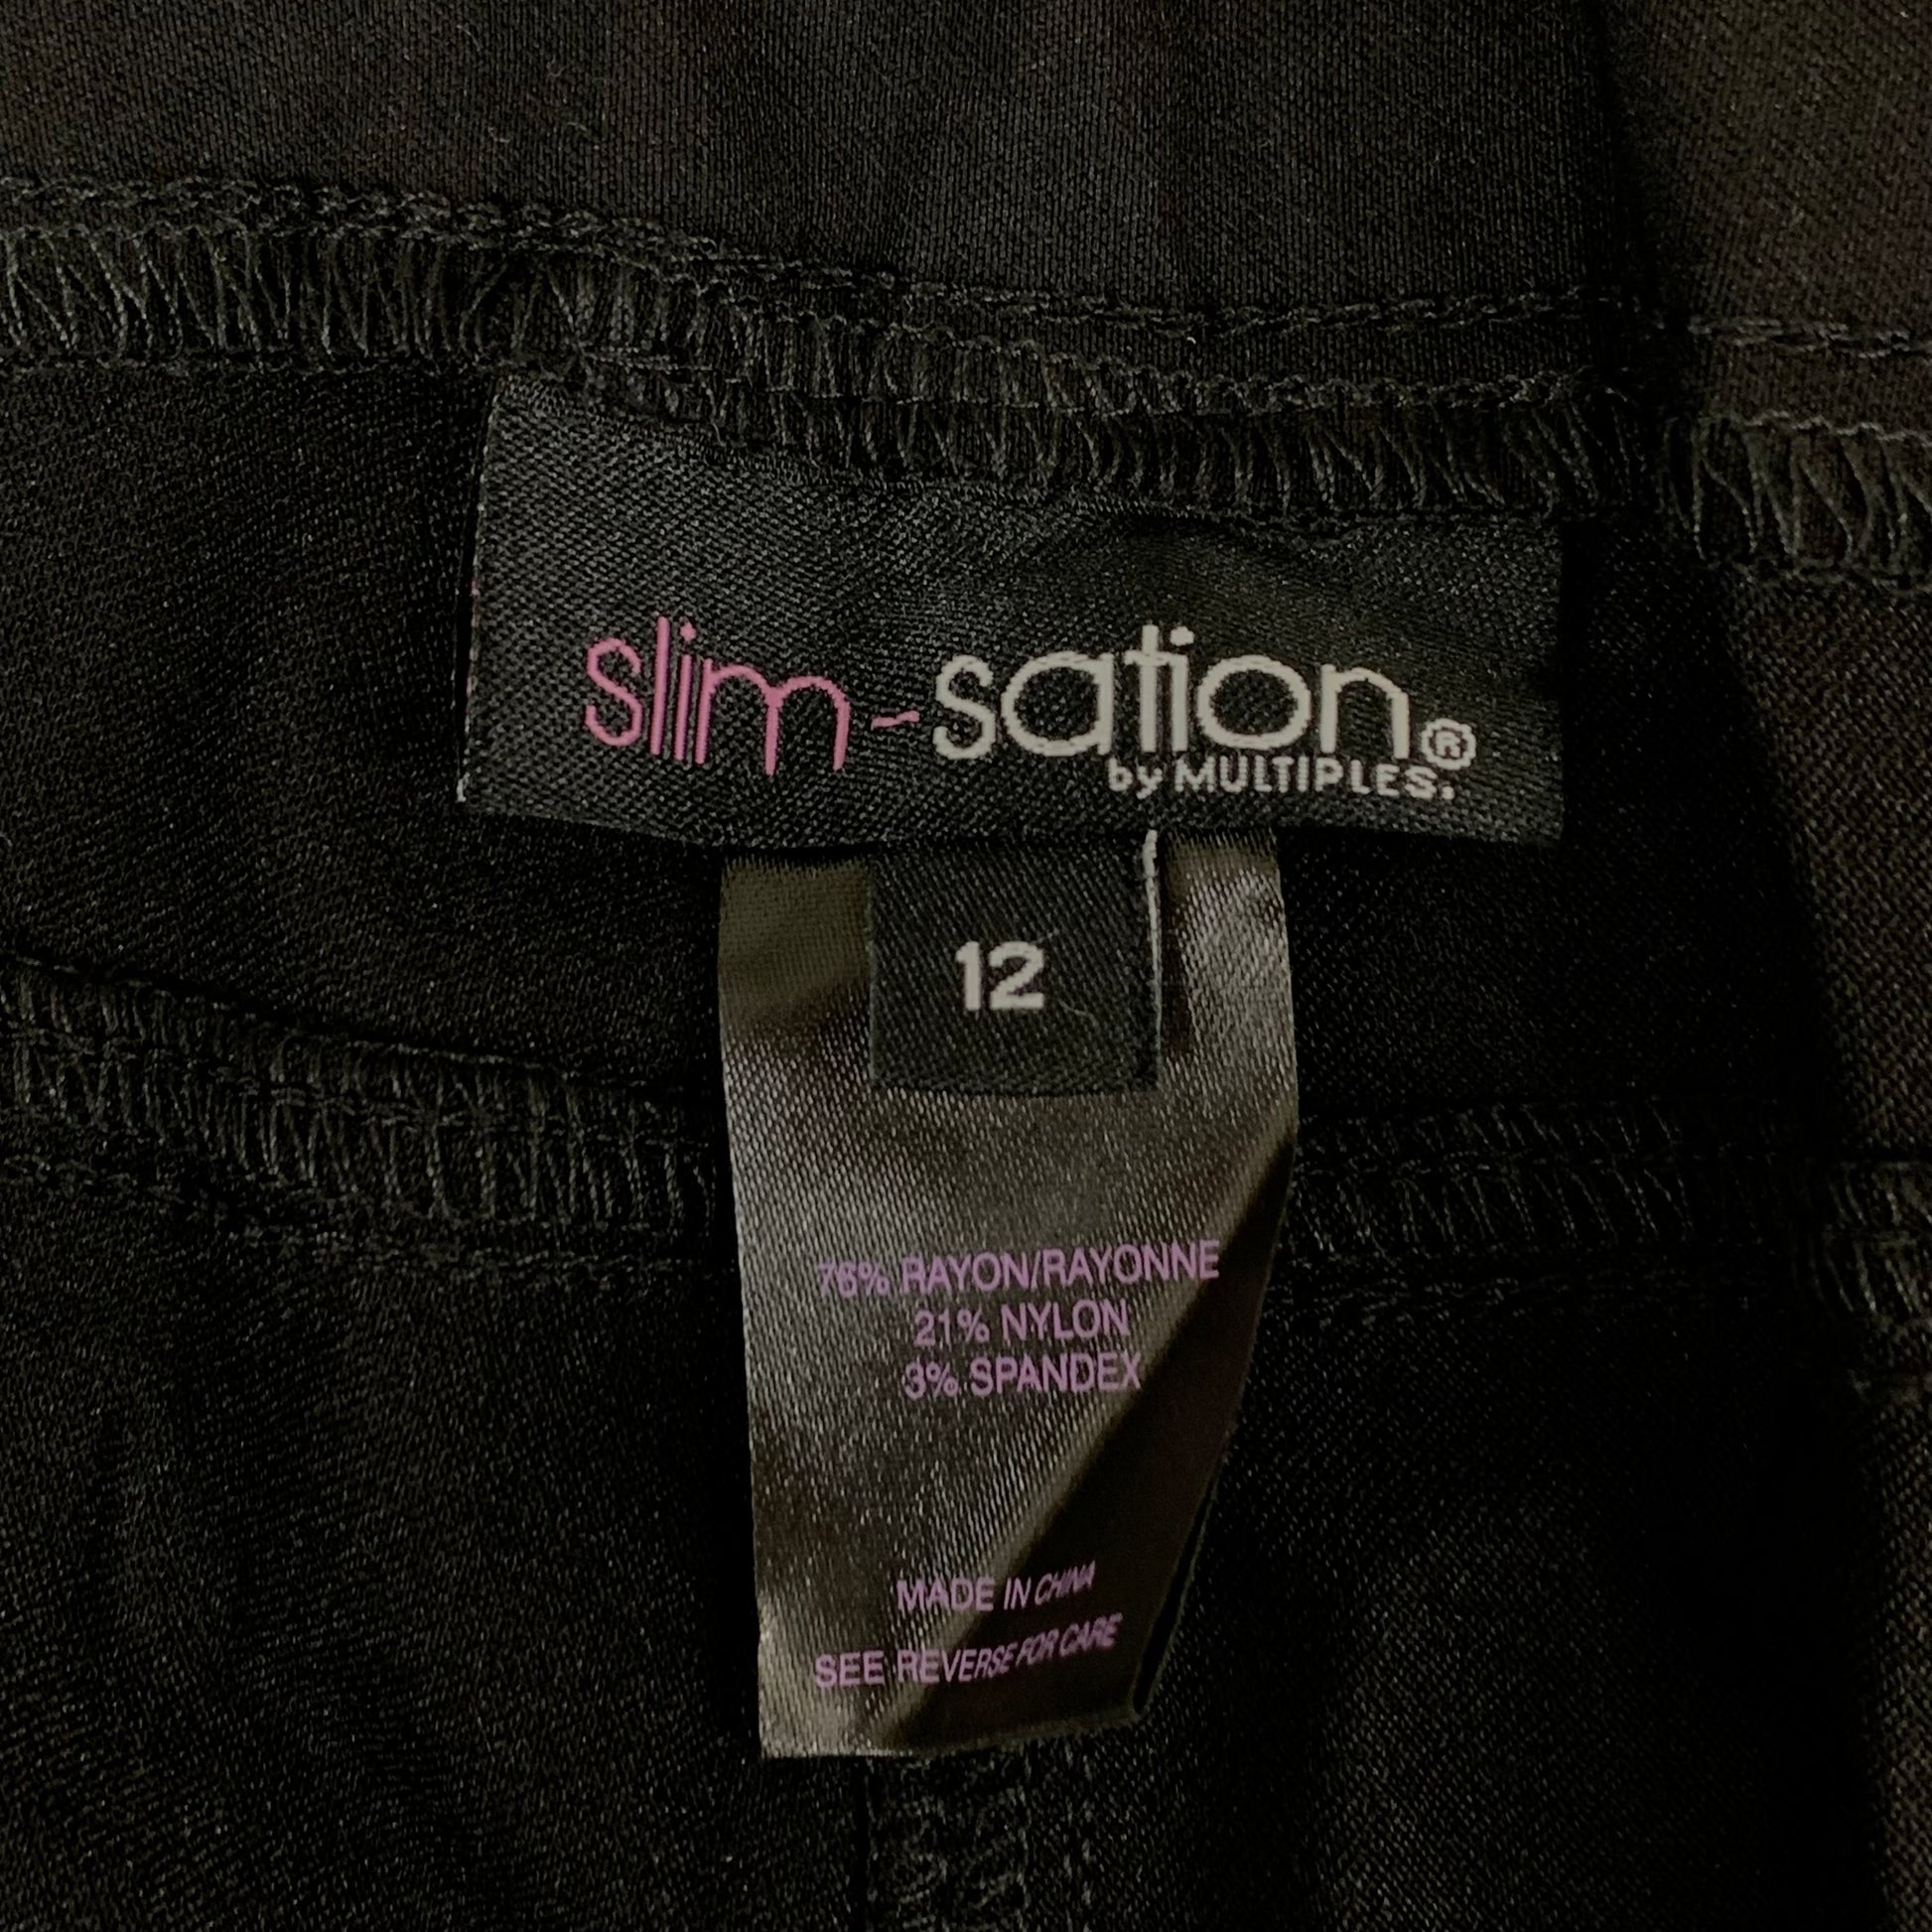 slim-sation®
by MULTIPLES.
12
76% RAYON/RAYONNE
21% NYLON
3% SPANDEX
MADE IN CHINA
SEE REVERSE FOR CARE